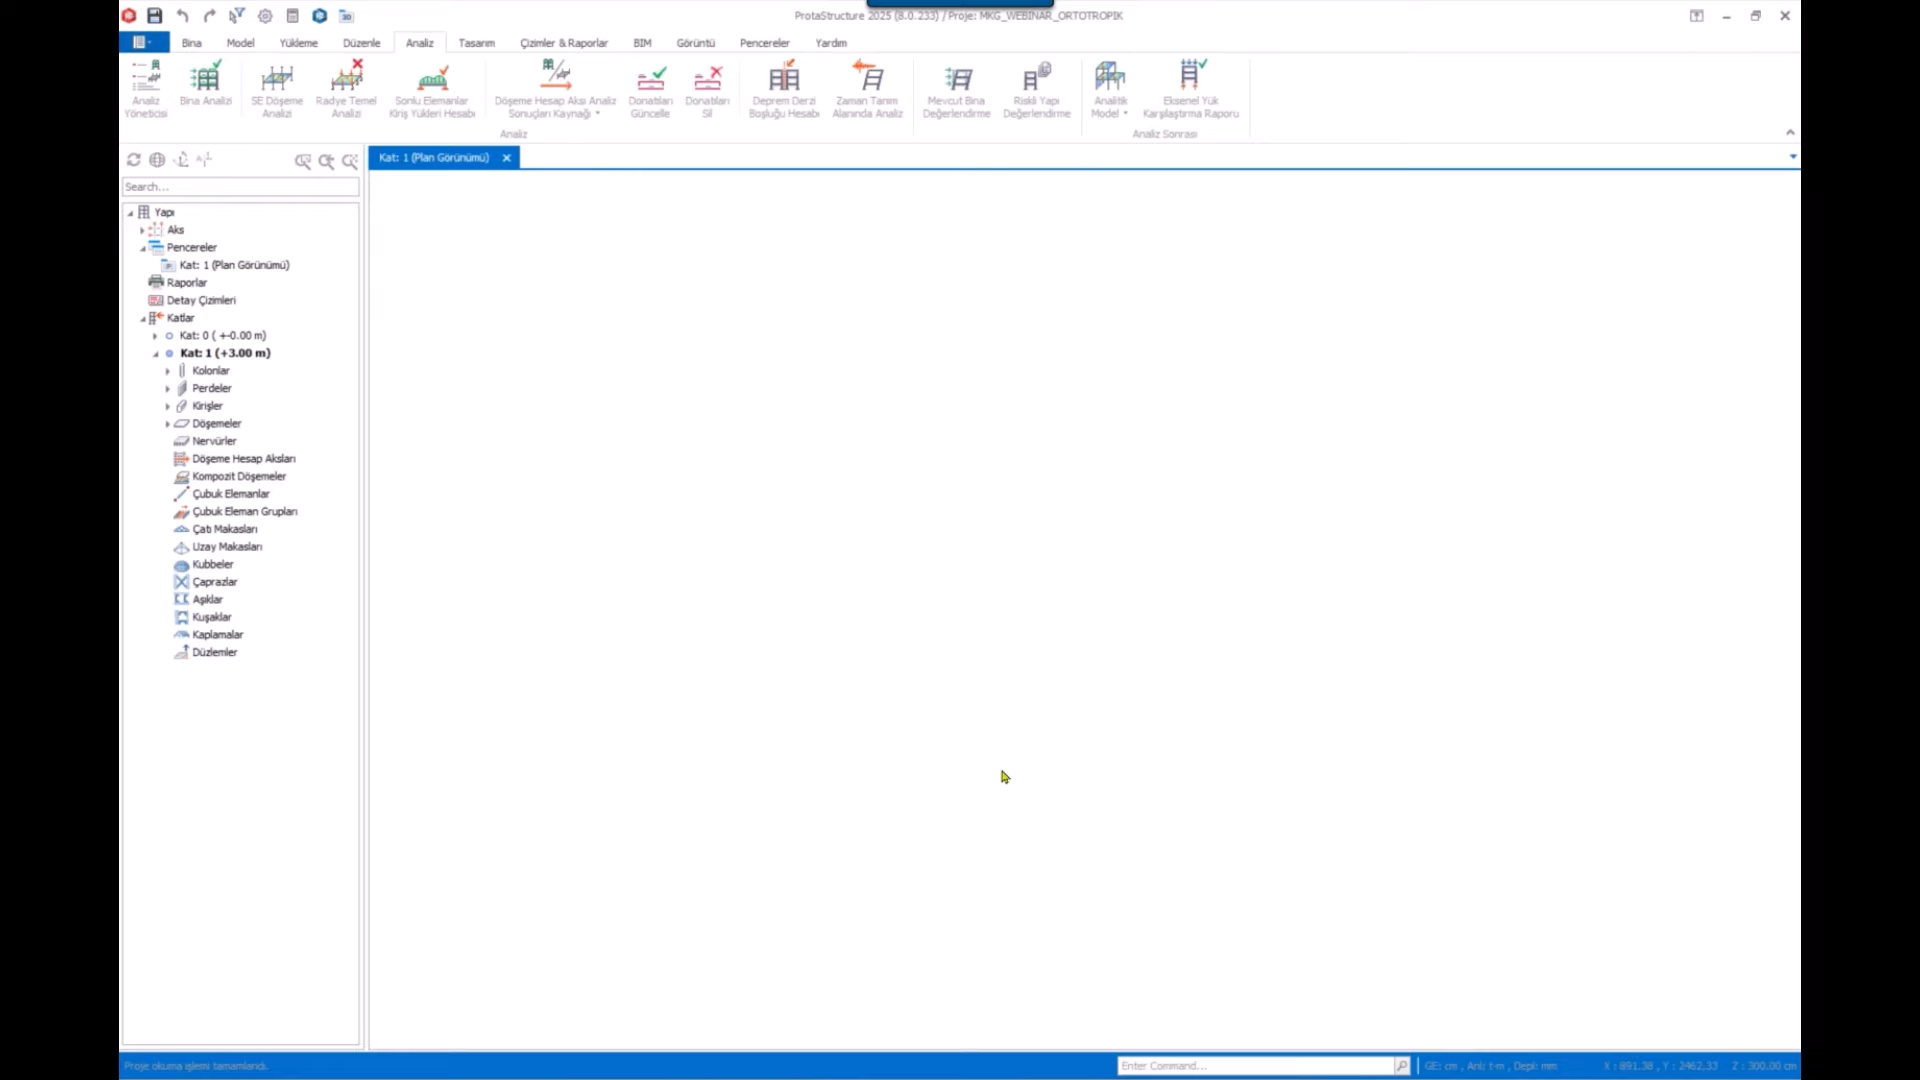 ProtaStructure 2025 (8.0.233) / Proje: MKG_WEBINAR_ORTOTROPIK
Bina Model Yükleme Düzenle Analiz Tasarım Çizimler & Raporlar BIM Görüntü Pencereler Yardım
Analiz Yöneticisi
Bina Analizi
SE Döşeme Analizi
Radye Temel Analizi
Sonlu Elemanlar Kiriş Yükleri Hesabı
Döşeme Hesap Aksı Analiz Sonuçları Kaynağı
Donatıları Güncelle
Donatıları Sil
Deprem Derzi Boşluğu Hesabı
Zaman Tanım Alanında Analiz
Mevcut Bina Değerlendirme
Riskli Yapı Değerlendirme
Analitik Model
Eksenel Yük Karşılaştırma Raporu
Analiz
Analiz Sonrası
Kat: 1 (Plan Görünümü)
Search...
Yapı
Aks
Pencereler
Kat: 1 (Plan Görünümü)
Raporlar
Detay Çizimleri
Katlar
Kat: 0 ( +-0.00 m)
Kat: 1 (+3.00 m)
Kolonlar
Perdeler
Kirişler
Döşemeler
Nervürler
Döşeme Hesap Aksları
Kompozit Döşemeler
Çubuk Elemanlar
Çubuk Eleman Grupları
Çatı Makasları
Uzay Makasları
Kubbeler
Çaprazlar
Aşıklar
Kuşaklar
Kaplamalar
Düzlemler
Proje okuma işlemi tamamlandı.
Enter Command...
GE: cm , Anl: t-m , Depl: mm
X : 891.38 , Y : 2462.33 Z : 300.00 cm